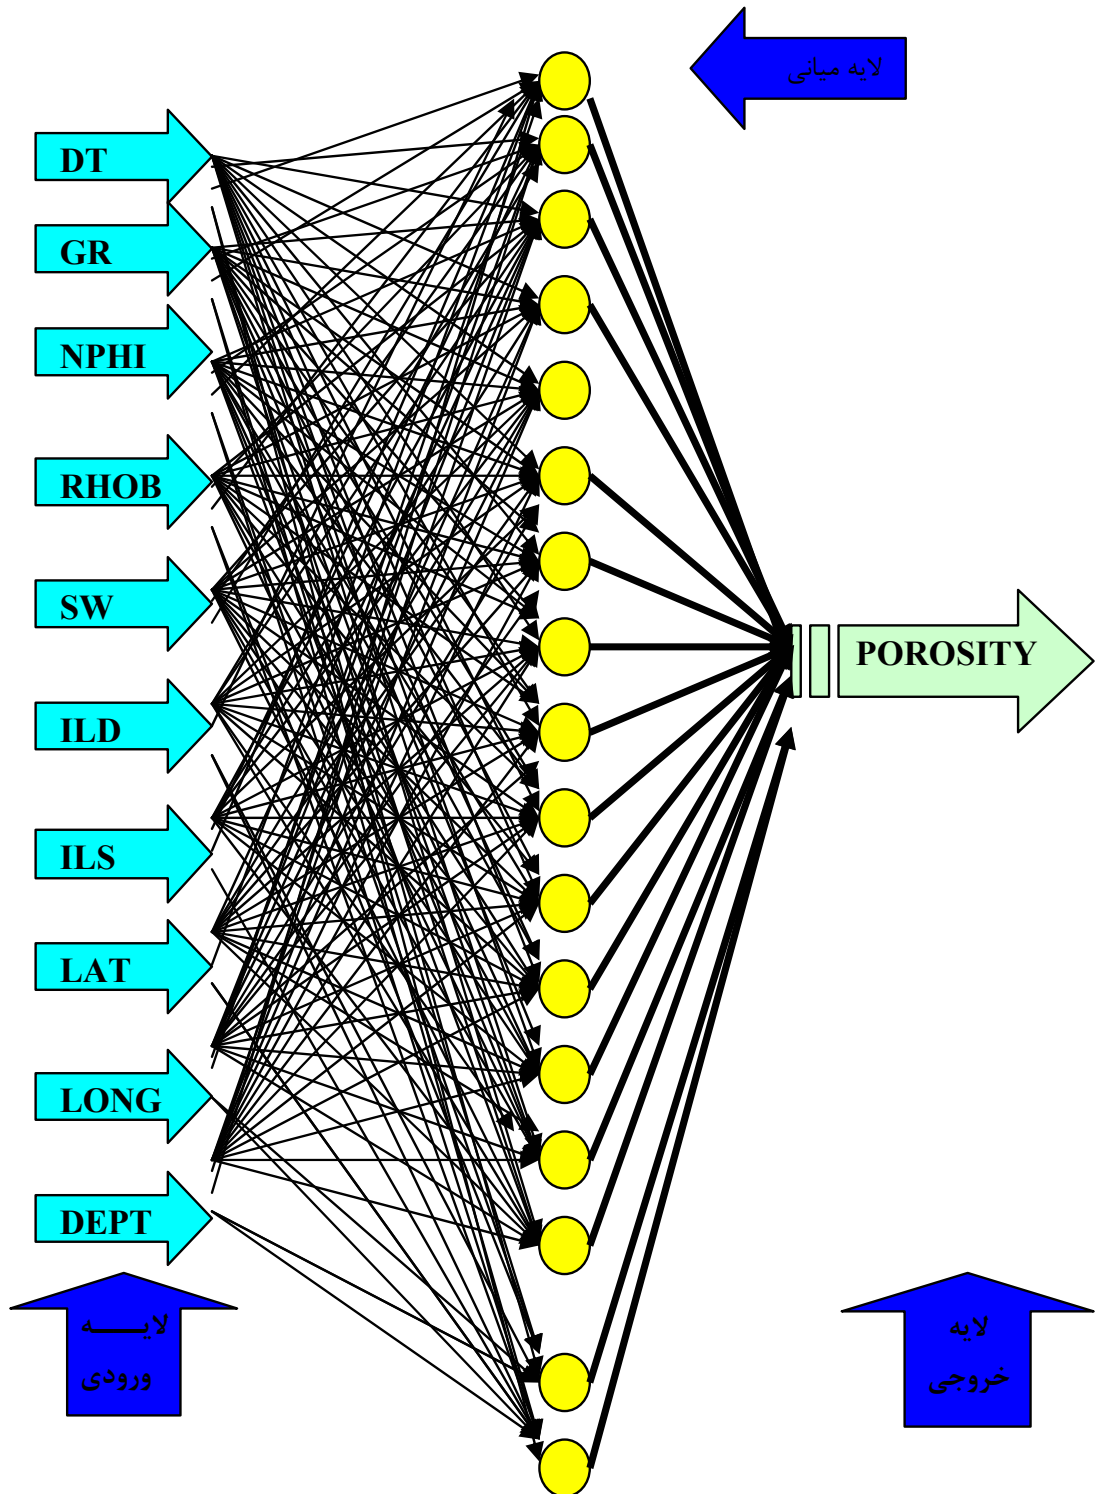 لایه میانی
DT
GR
NPHI
RHOB
SW
ILD
ILS
LAT
LONG
DEPT
POROSITY
لایـــــه
ورودی
لایه
خروجی